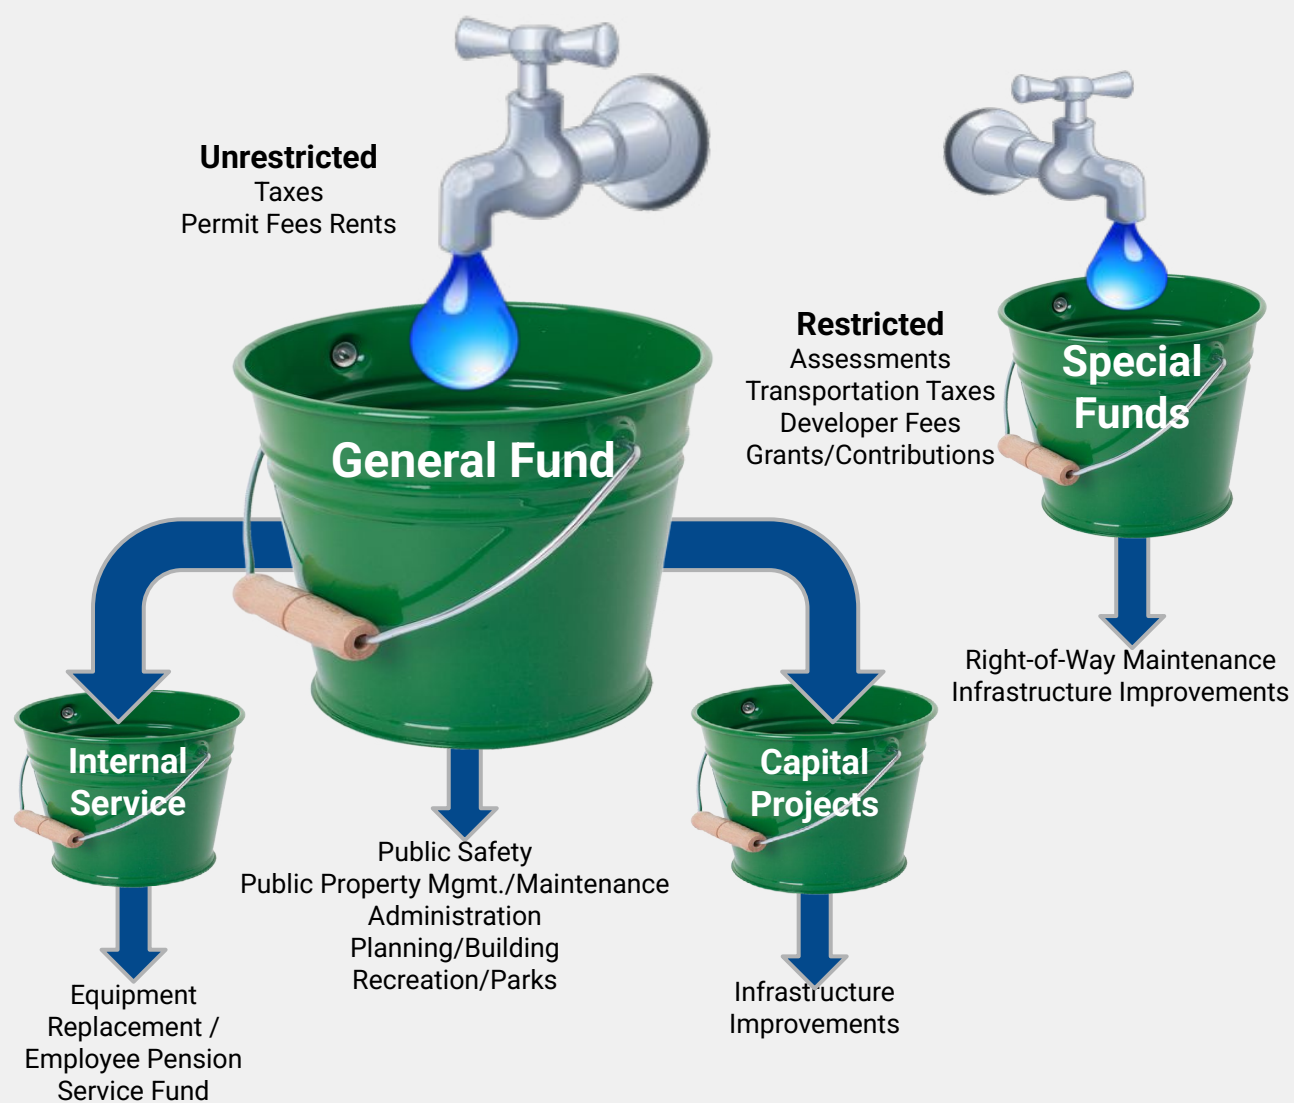 Unrestricted
Taxes
Permit Fees Rents
Restricted
Assessments
Transportation Taxes
Developer Fees
Grants/Contributions
Special
Funds
General Fund
Right-of-Way Maintenance
Infrastructure Improvements
Internal
Service
Capital
Projects
Public Safety
Public Property Mgmt./Maintenance
Administration
Planning/Building
Recreation/Parks
Equipment
Replacement /
Employee Pension
Service Fund
Infrastructure
Improvements